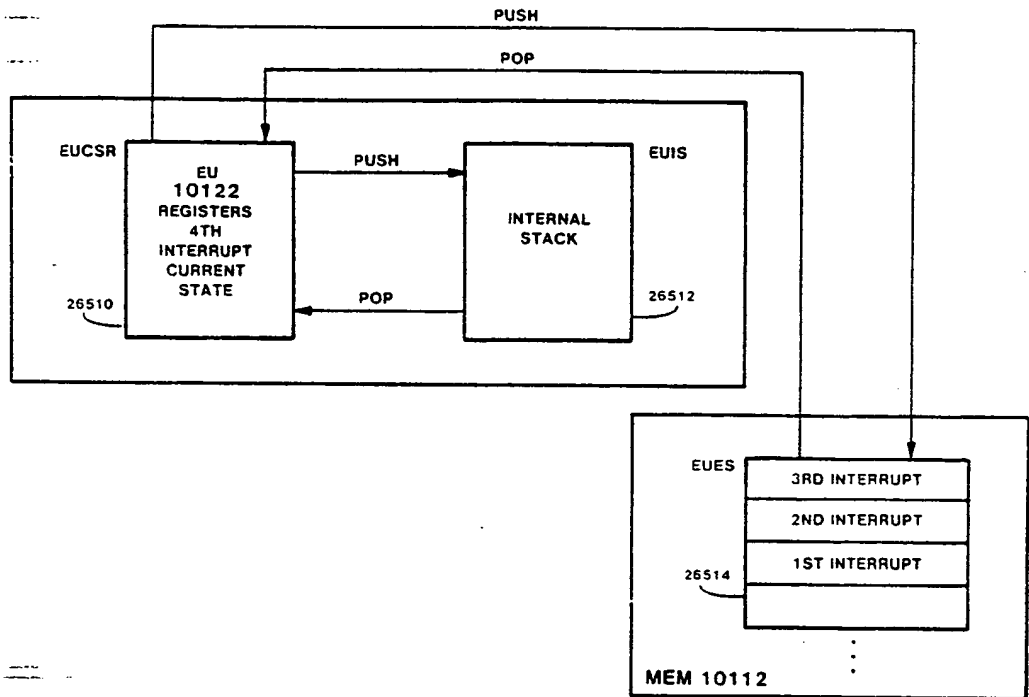 PUSH
POP
EUCSR
EU
10122
REGISTERS
4TH
INTERRUPT
CURRENT
STATE
26510
PUSH
POP
EUIS
INTERNAL
STACK
26512
EUES
3RD INTERRUPT
2ND INTERRUPT
1ST INTERRUPT
26514
MEM 10112